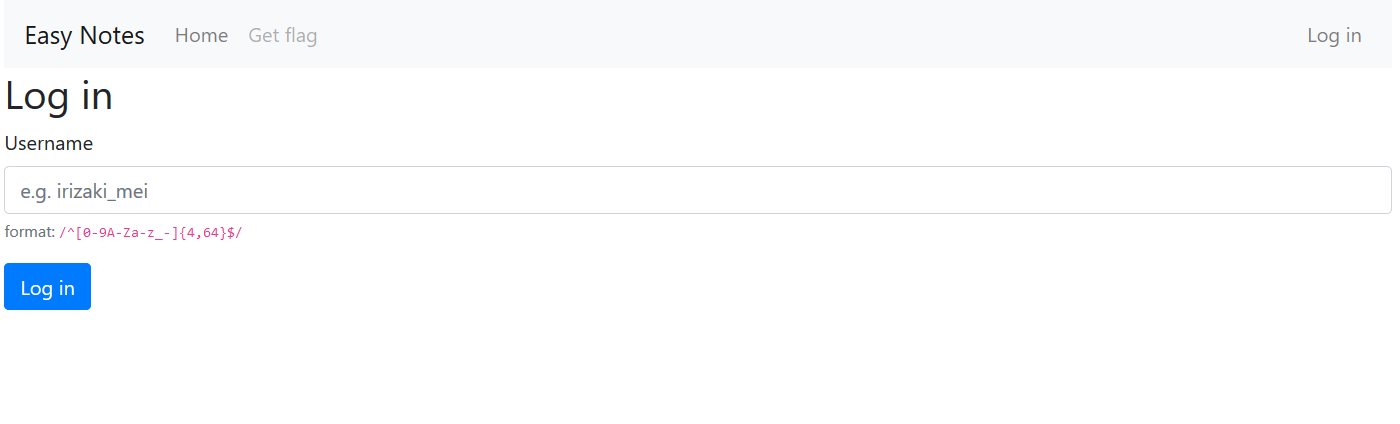 Easy Notes Home Get flag Log in
Log in
Username
e.g. irizaki_mei
format: /^[0-9A-Za-z_-]{4,64}$/
Log in